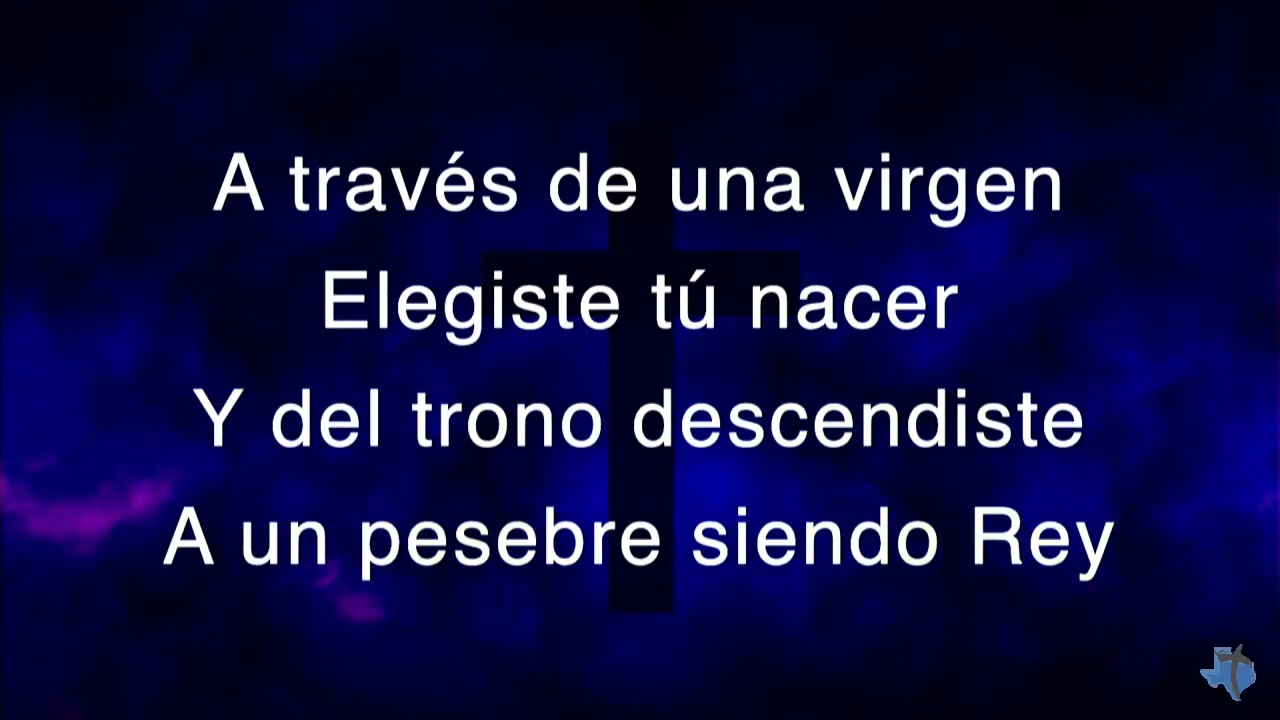 A través de una virgen
Elegiste tú nacer
Y del trono descendiste
A un pesebre siendo Rey